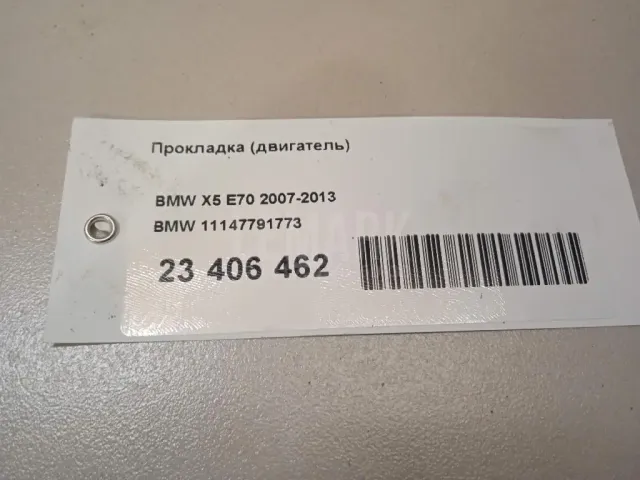 Прокладка (двигатель)
BMW X5 E70 2007-2013
BMW 11147791773
23 406 462